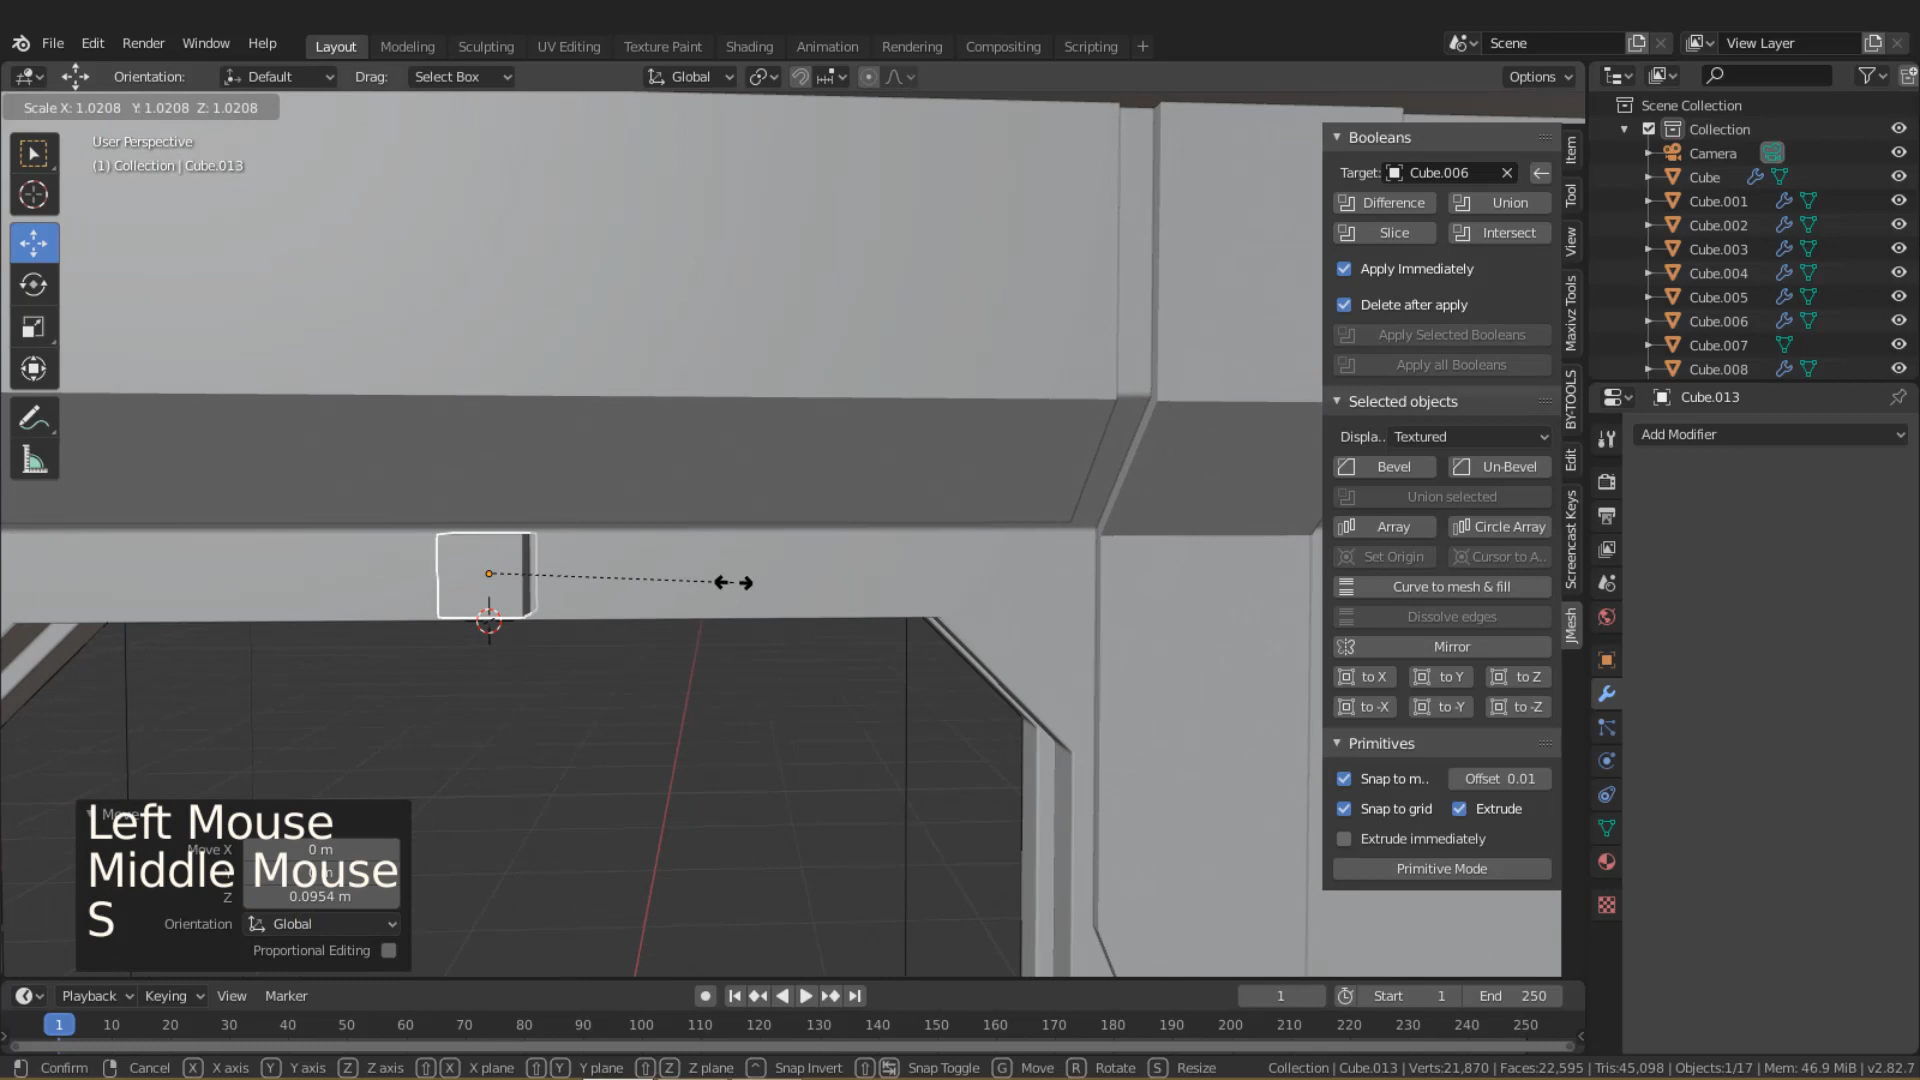 File Edit Render Window Help Layout Modeling Sculpting UV Editing Texture Paint Shading Animation Rendering Compositing Scripting + Scene View Layer
Orientation: Default Drag: Select Box Global Options
Scale X: 1.0208 Y: 1.0208 Z: 1.0208
User Perspective
(1) Collection | Cube.013
Booleans
Target: Cube.006
Difference Union
Slice Intersect
Apply Immediately
Delete after apply
Apply Selected Booleans
Apply all Booleans
Selected objects
Displa.. Textured
Bevel Un-Bevel
Union selected
Array Circle Array
Set Origin Cursor to A..
Curve to mesh & fill
Dissolve edges
Mirror
to X to Y to Z
to -X to -Y to -Z
Primitives
Snap to m.. Offset 0.01
Snap to grid Extrude
Extrude immediately
Primitive Mode
Item
Tool
View
Maxivz Tools
BY-TOOLS
Edit
Screencast Keys
JMesh
Scene Collection
Collection
Camera
Cube
Cube.001
Cube.002
Cube.003
Cube.004
Cube.005
Cube.006
Cube.007
Cube.008
Cube.013
Add Modifier
Move
Left Mouse
Move X 0 m
Middle Mouse
Z 0.0954 m
S
Orientation Global
Proportional Editing
Playback Keying View Marker 1 Start 1 End 250
1 10 20 30 40 50 60 70 80 90 100 110 120 130 140 150 160 170 180 190 200 210 220 230 240 250
Confirm Cancel X X axis Y Y axis Z Z axis X X plane Y Y plane Z Z plane Snap Invert Snap Toggle G Move R Rotate S Resize Collection | Cube.013 | Verts:21,870 | Faces:22,595 | Tris:45,098 | Objects:1/17 | Mem: 46.9 MiB | v2.82.7